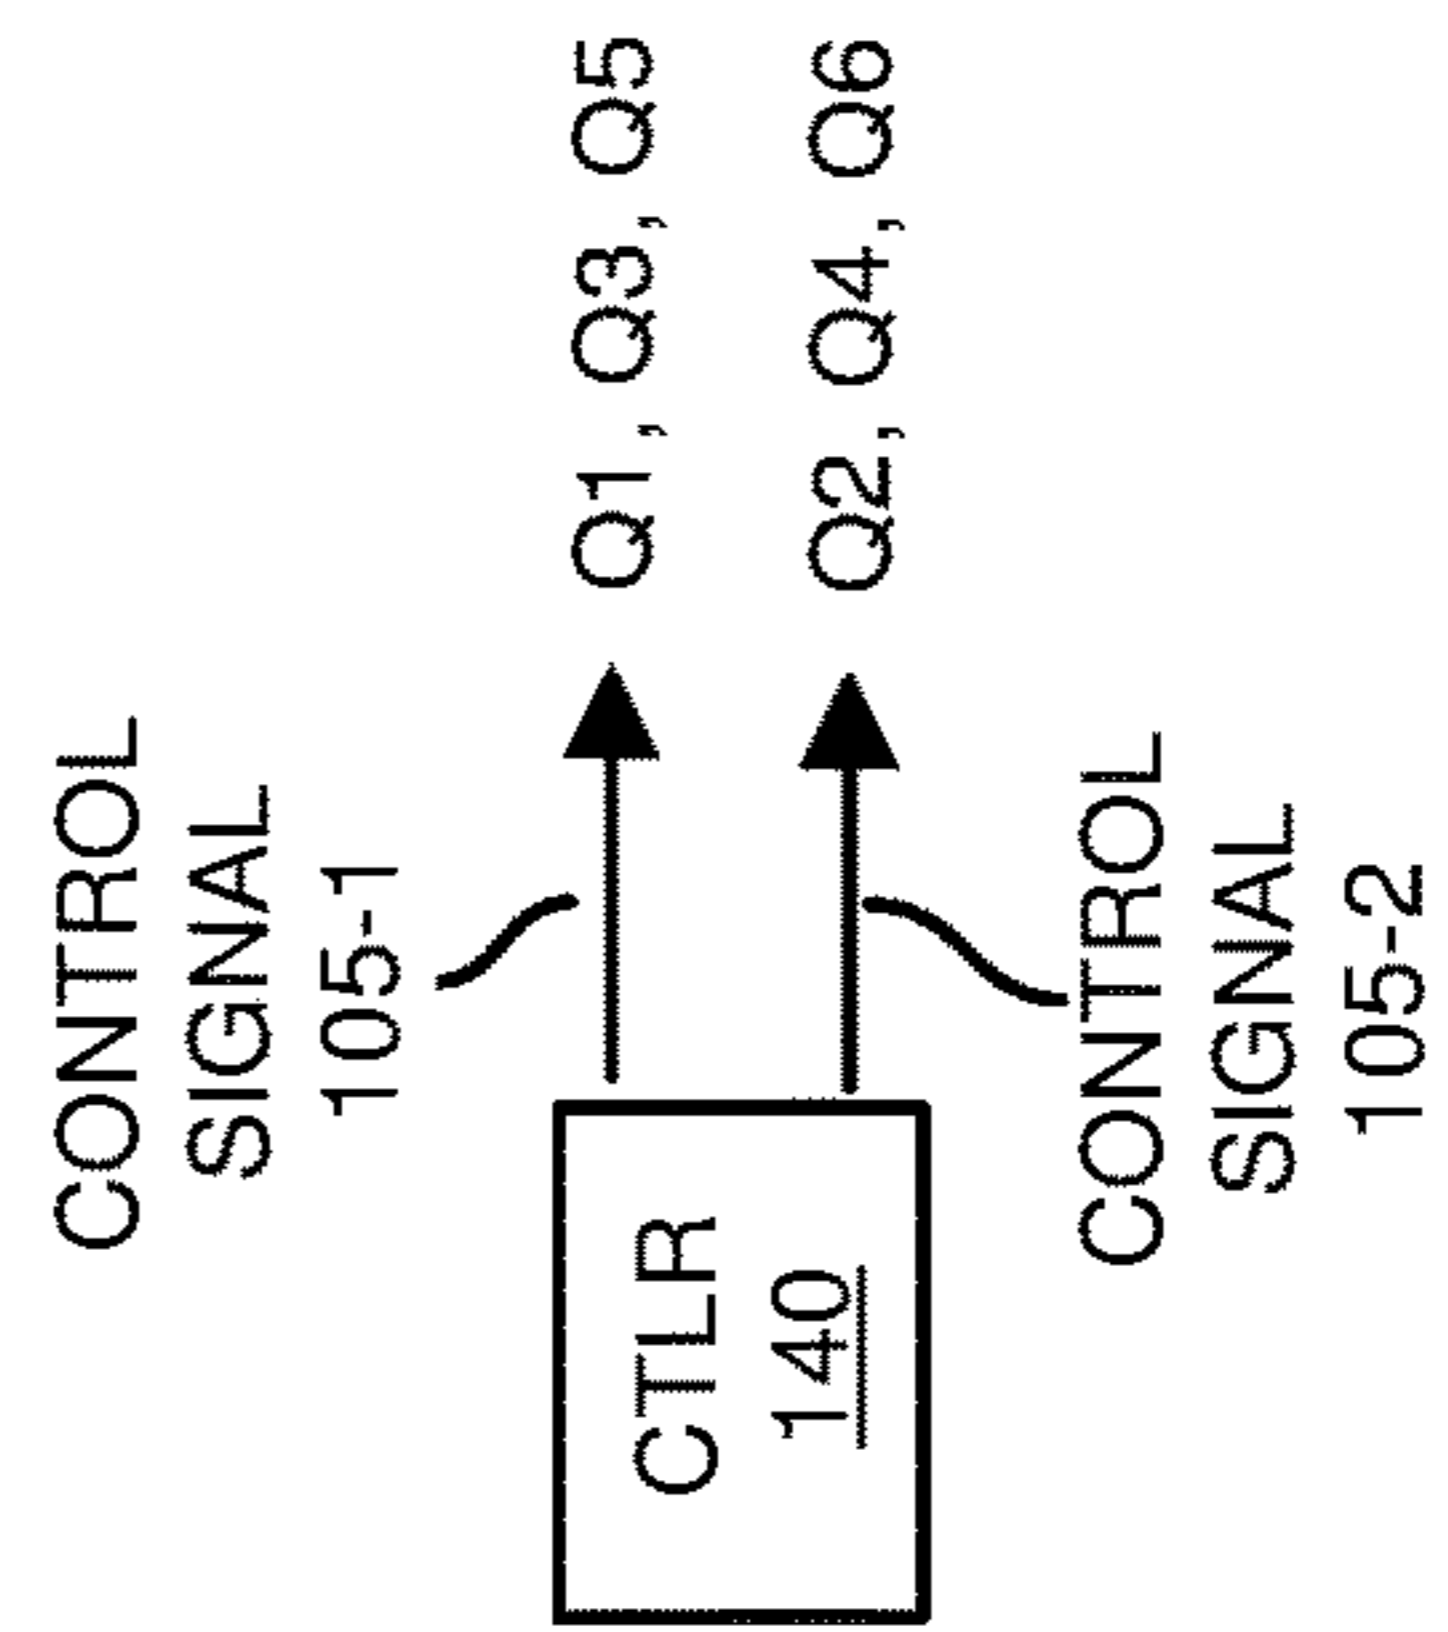 CONTROL
SIGNAL
105-1
Q1, Q3, Q5
CTLR
140
Q2, Q4, Q6
CONTROL
SIGNAL
105-2